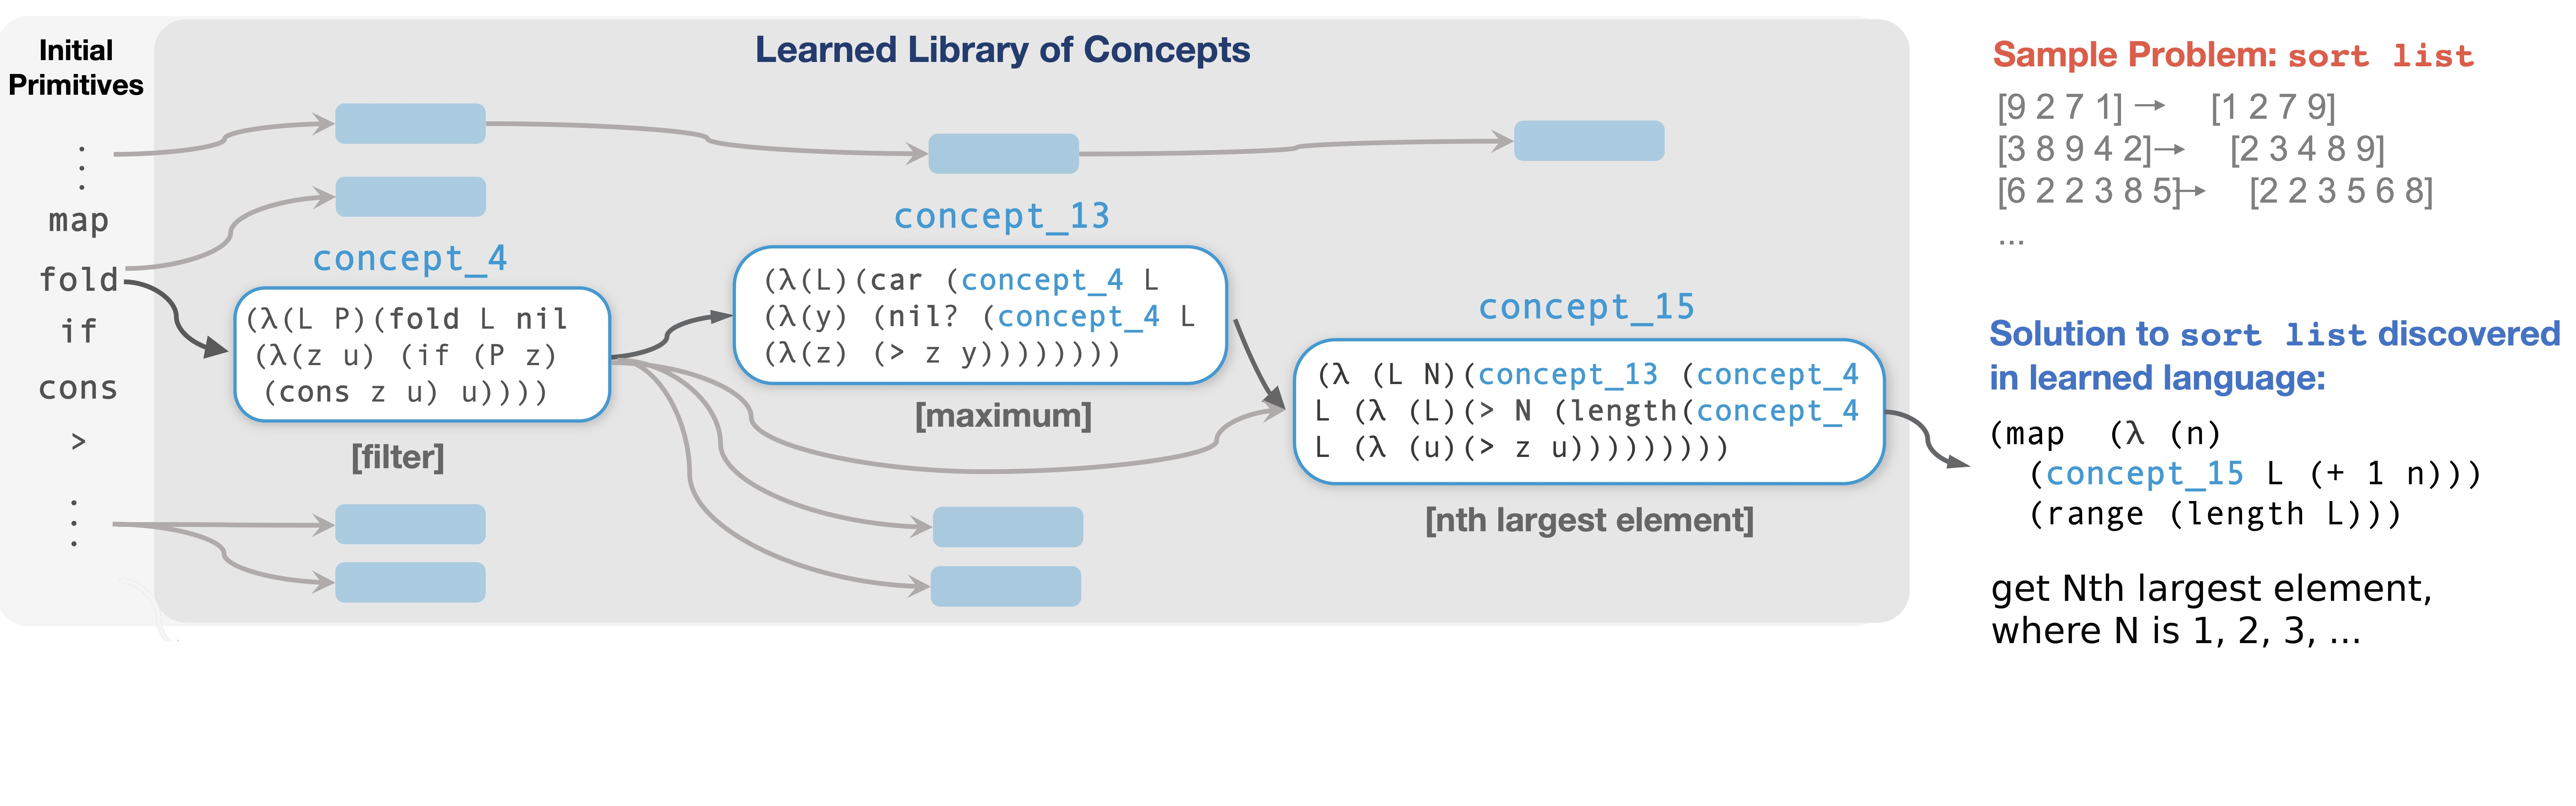 Initial
Primitives
⋮
map
fold
if
cons
>
⋮
Learned Library of Concepts
concept_4
(λ(L P)(fold L nil
(λ(z u) (if (P z)
(cons z u) u))))
[filter]
concept_13
(λ(L)(car (concept_4 L
(λ(y) (nil? (concept_4 L
(λ(z) (> z y))))))))
[maximum]
concept_15
(λ (L N)(concept_13 (concept_4
L (λ (L)(> N (length(concept_4
L (λ (u)(> z u)))))))))
[nth largest element]
Sample Problem: sort list
[9 2 7 1] → [1 2 7 9]
[3 8 9 4 2]→ [2 3 4 8 9]
[6 2 2 3 8 5]→ [2 2 3 5 6 8]
...
Solution to sort list discovered
in learned language:
(map (λ (n)
(concept_15 L (+ 1 n)))
(range (length L)))
get Nth largest element,
where N is 1, 2, 3, ...